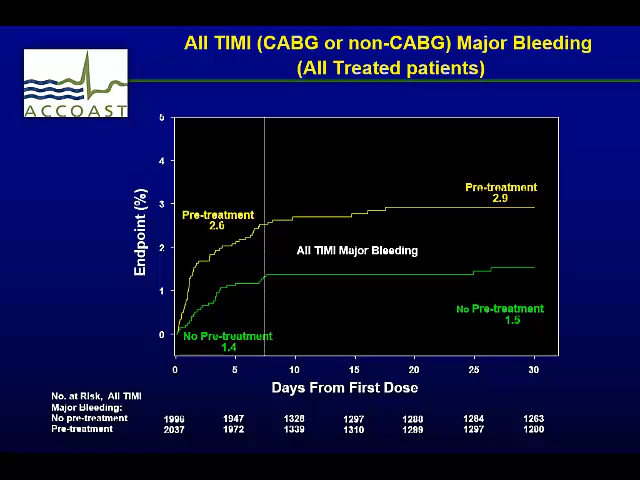 All TIMI (CABG or non-CABG) Major Bleeding
(All Treated patients)
ACCOAST
5
4
3
2
1
0
Endpoint (%)
Pre-treatment
2.6
Pre-treatment
2.9
All TIMI Major Bleeding
No Pre-treatment
1.5
No Pre-treatment
1.4
0 5 10 15 20 25 30
Days From First Dose
No. at Risk, All TIMI
Major Bleeding:
No pre-treatment 1996 1947 1328 1297 1288 1284 1263
Pre-treatment 2037 1972 1339 1310 1299 1297 1280